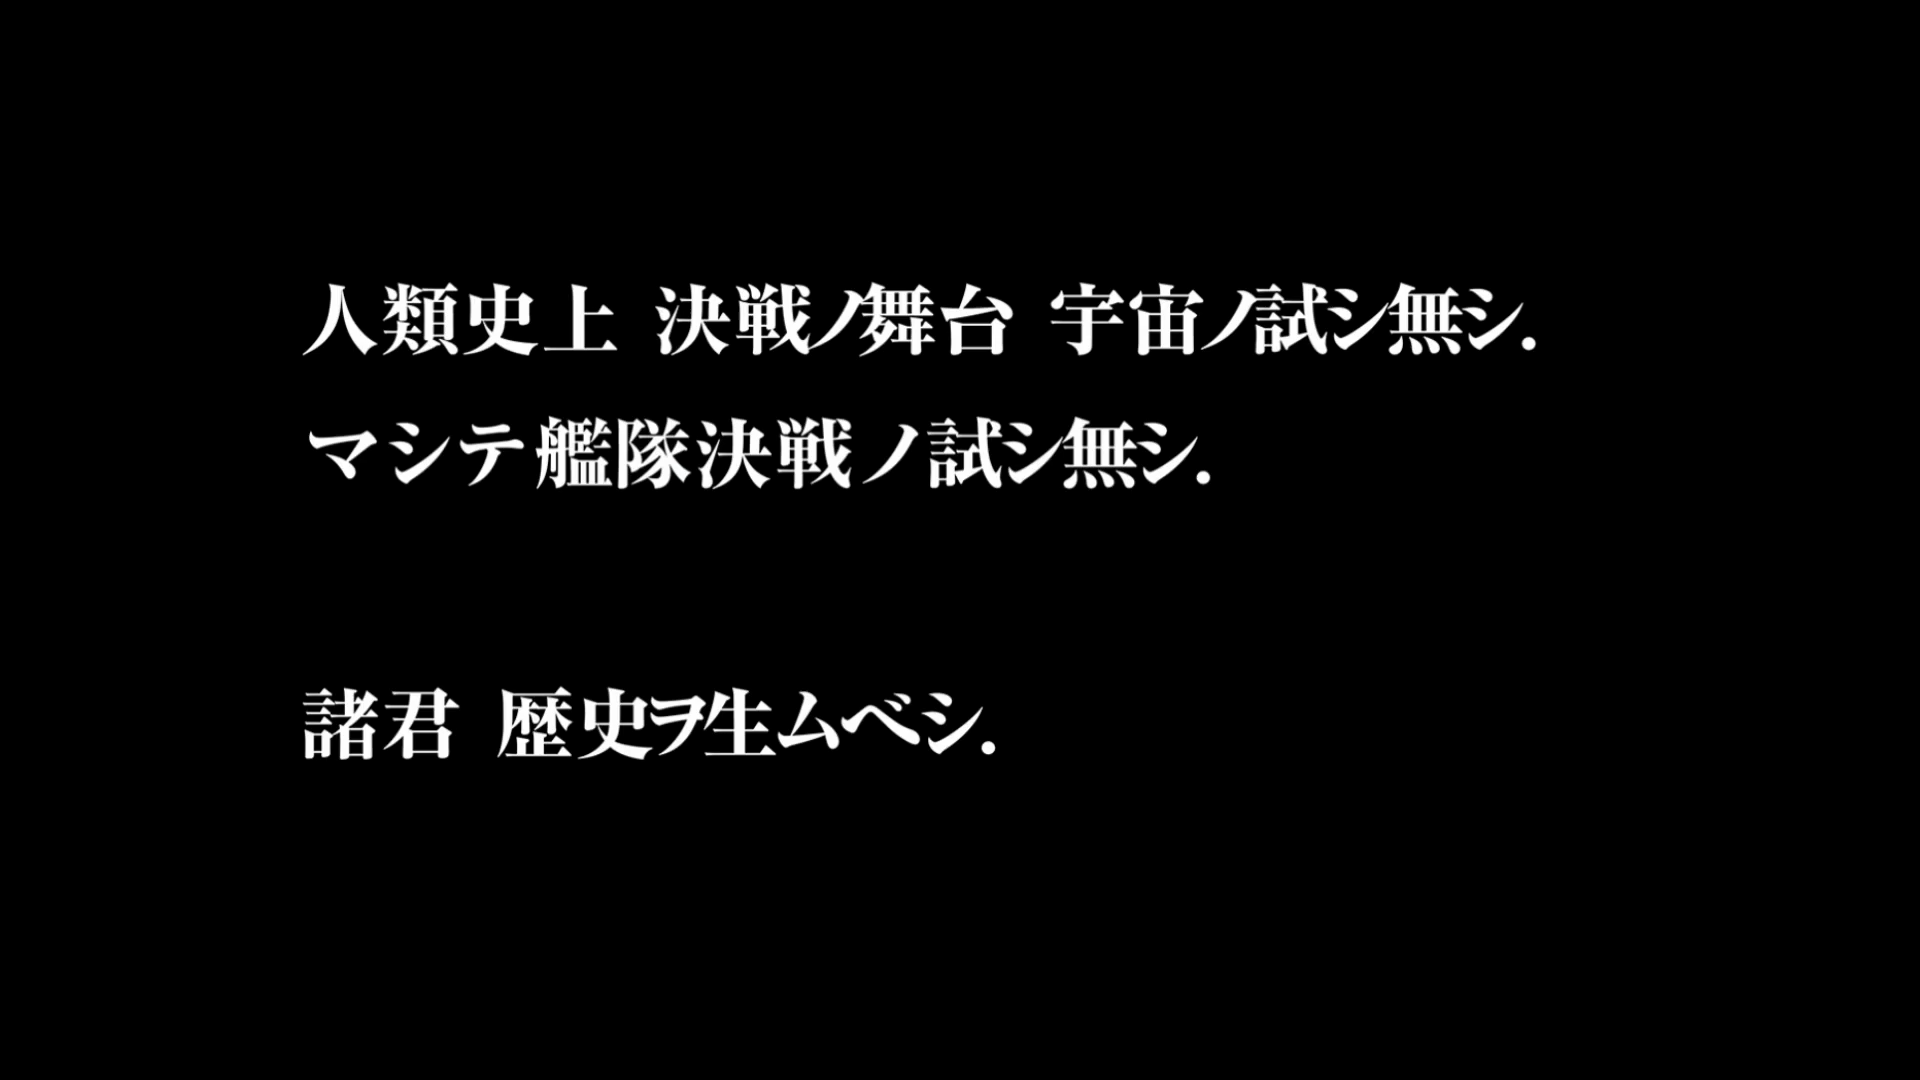 人類史上 決戦ノ舞台 宇宙ノ試シ無シ.
マシテ艦隊決戦ノ試シ無シ.
諸君 歴史ヲ生ムベシ.